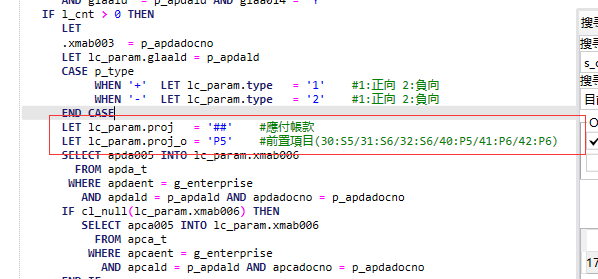 AND glaald = p_apdald AND glaa014 = 'Y'
IF l_cnt > 0 THEN
LET
.xmab003 = p_apdadocno
LET lc_param.glaald = p_apdald
CASE p_type
WHEN '+' LET lc_param.type = '1' #1:正向 2:負向
WHEN '-' LET lc_param.type = '2' #1:正向 2:負向
END CASE
LET lc_param.proj = '##' #應付帳款
LET lc_param.proj_o = 'P5' #前置項目(30:S5/31:S6/32:S6/40:P5/41:P6/42:P6)
SELECT apda005 INTO lc_param.xmab006
FROM apda_t
WHERE apdaent = g_enterprise
AND apdald = p_apdald AND apdadocno = p_apdadocno
IF cl_null(lc_param.xmab006) THEN
SELECT apca005 INTO lc_param.xmab006
FROM apca_t
WHERE apcaent = g_enterprise
AND apcald = p_apdald AND apcadocno = p_apdadocno
搜尋
搜尋
s_c
目前
O
17